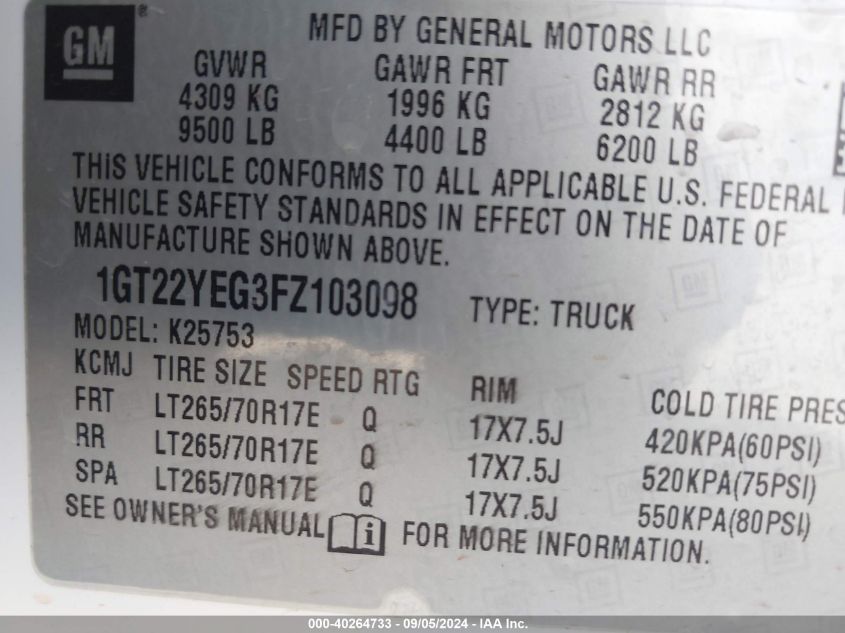 GM ®
MFD BY GENERAL MOTORS LLC
GVWR GAWR FRT GAWR RR
4309 KG 1996 KG 2812 KG
9500 LB 4400 LB 6200 LB
THIS VEHICLE CONFORMS TO ALL APPLICABLE U.S. FEDERAL
VEHICLE SAFETY STANDARDS IN EFFECT ON THE DATE OF
MANUFACTURE SHOWN ABOVE.
1GT22YEG3FZ103098 TYPE: TRUCK
MODEL: K25753
KCMJ TIRE SIZE SPEED RTG RIM COLD TIRE PRES
FRT LT265/70R17E Q 17X7.5J 420KPA(60PSI)
RR LT265/70R17E Q 17X7.5J 520KPA(75PSI)
SPA LT265/70R17E Q 17X7.5J 550KPA(80PSI)
SEE OWNER'S MANUAL i FOR MORE INFORMATION.
000-40264733 - 09/05/2024 - IAA Inc.